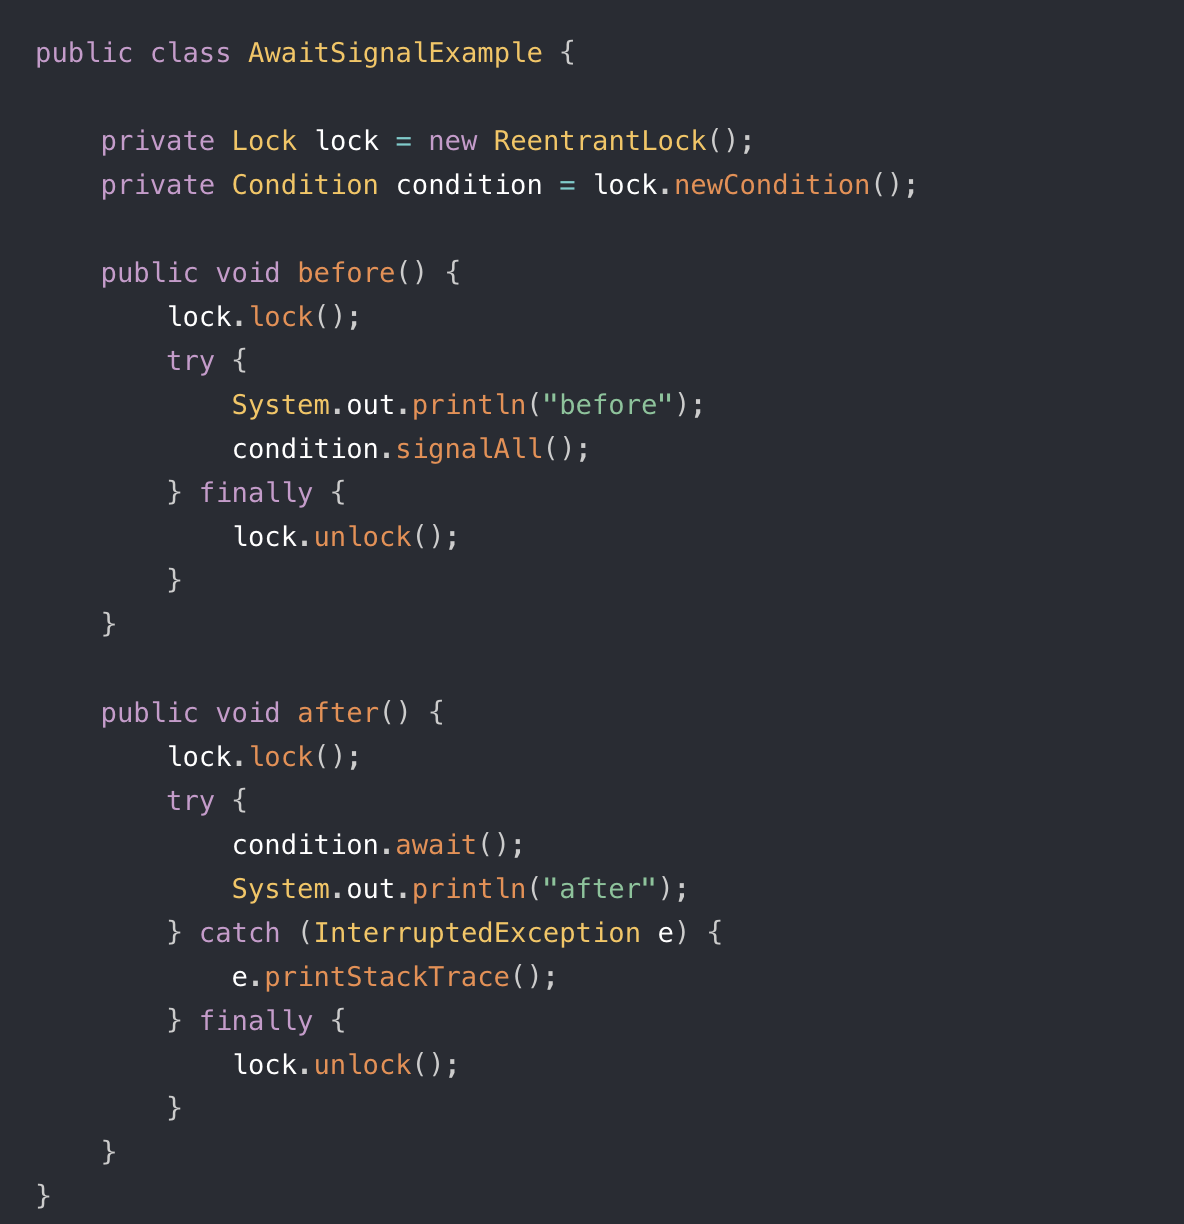 public class AwaitSignalExample {
    private Lock lock = new ReentrantLock();
    private Condition condition = lock.newCondition();
    public void before() {
        lock.lock();
        try {
            System.out.println("before");
            condition.signalAll();
        } finally {
            lock.unlock();
        }
    }
    public void after() {
        lock.lock();
        try {
            condition.await();
            System.out.println("after");
        } catch (InterruptedException e) {
            e.printStackTrace();
        } finally {
            lock.unlock();
        }
    }
}